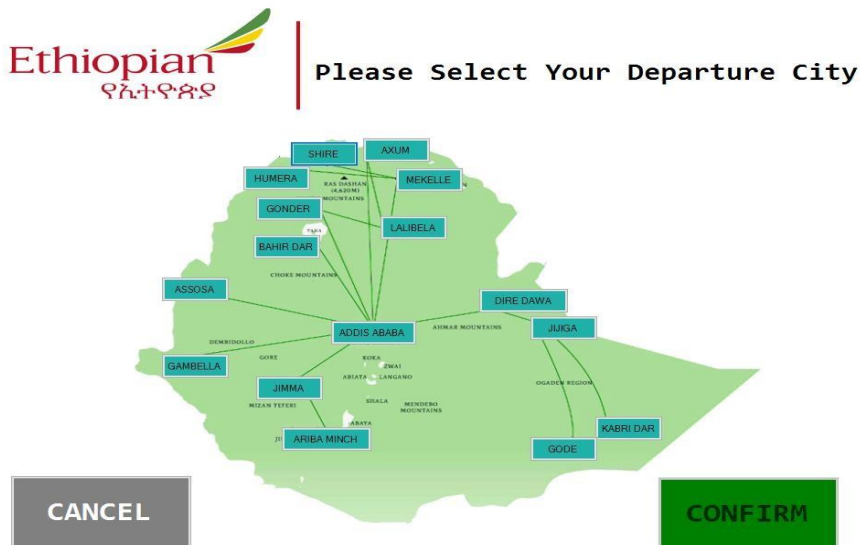 Ethiopian
የኢትዮጵያ
Please Select Your Departure City
SHIRE
AXUM
HUMERA
MEKELLE
RAS DASHAN
(4,620M)
MOUNTAINS
GONDER
LALIBELA
TANA
BAHIR DAR
CHOKE MOUNTAINS
ASSOSA
DIRE DAWA
ADDIS ABABA
AHMAR MOUNTAINS
JIJIGA
DEMBIDOLLO
GORE
KOKA
ZWAI
GAMBELLA
ABIATA
LANGANO
JIMMA
OGADEN REGION
SHALA
MENDEBO
MOUNTAINS
MIZAN TEFERI
ABAYA
KABRI DAR
ARIBA MINCH
GODE
CANCEL
CONFIRM